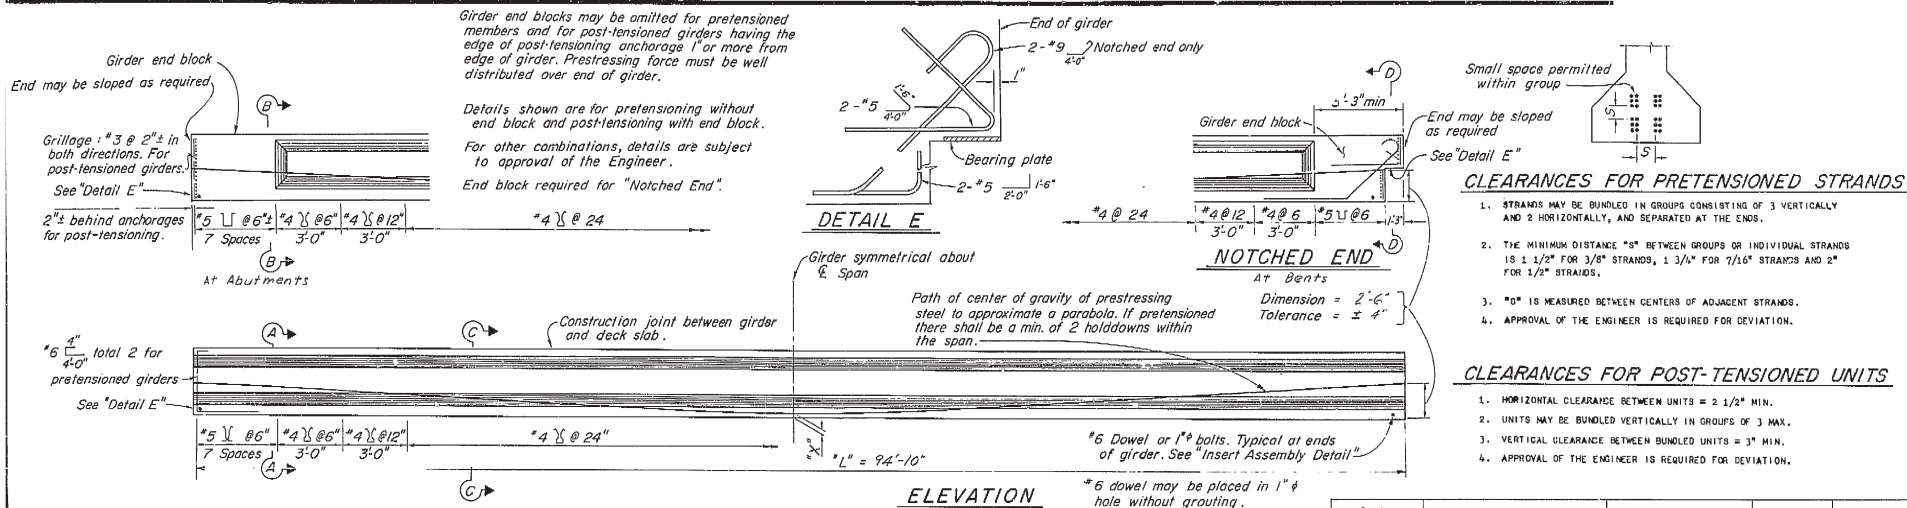 Girder end blocks may be omitted for pretensioned
members and for post-tensioned girders having the
edge of post-tensioning anchorage 1" or more from
edge of girder. Prestressing force must be well
distributed over end of girder.
Details shown are for pretensioning without
end block and post-tensioning with end block.
For other combinations, details are subject
to approval of the Engineer.
End block required for "Notched End".
Girder end block
End may be sloped as required
B
Grillage: #3 @ 2"± in
both directions. For
post-tensioned girders.
See "Detail E"
2"± behind anchorages
for post-tensioning.
#5 @6"±
7 Spaces
#4 @6"
3'-0"
#4 @12"
3'-0"
#4 @ 24
B
At Abutments
End of girder
2-#9
4'-0"
Notched end only
1"
2-#5
1'-6"
4'-0"
Bearing plate
2-#5
2'-0"
1'-6"
DETAIL E
D
3'-3" min
Girder end block
End may be sloped
as required
See "Detail E"
#4 @ 24
#4 @ 12
3'-0"
#4 @ 6
3'-0"
#5 @6
1'-3"
D
NOTCHED END
At Bents
Dimension = 2'-6"
Tolerance = ± 4"
Small space permitted
within group
S
S
CLEARANCES FOR PRETENSIONED STRANDS
1. STRANDS MAY BE BUNDLED IN GROUPS CONSISTING OF 3 VERTICALLY
AND 2 HORIZONTALLY, AND SEPARATED AT THE ENDS.
2. THE MINIMUM DISTANCE "S" BETWEEN GROUPS OR INDIVIDUAL STRANDS
IS 1 1/2" FOR 3/8" STRANDS, 1 3/4" FOR 7/16" STRANDS AND 2"
FOR 1/2" STRANDS.
3. IS MEASURED BETWEEN CENTERS OF ADJACENT STRANDS.
4. APPROVAL OF THE ENGINEER IS REQUIRED FOR DEVIATION.
CLEARANCES FOR POST-TENSIONED UNITS
1. HORIZONTAL CLEARANCE BETWEEN UNITS = 2 1/2" MIN.
2. UNITS MAY BE BUNDLED VERTICALLY IN GROUPS OF 3 MAX.
3. VERTICAL CLEARANCE BETWEEN BUNDLED UNITS = 3" MIN.
4. APPROVAL OF THE ENGINEER IS REQUIRED FOR DEVIATION.
Girder symmetrical about
℄ Span
Path of center of gravity of prestressing
steel to approximate a parabola. If pretensioned
there shall be a min. of 2 holddowns within
the span.
A
C
Construction joint between girder
and deck slab.
#6 4" 4'-0" total 2 for
pretensioned girders
See "Detail E"
#5 @6"
7 Spaces
#4 @6"
3'-0"
#4 @12"
3'-0"
#4 @ 24"
A
C
"X"
"L" = 94'-10"
#6 Dowel or 1"φ bolts. Typical at ends
of girder. See "Insert Assembly Detail"
#6 dowel may be placed in 1"φ
hole without grouting.
ELEVATION